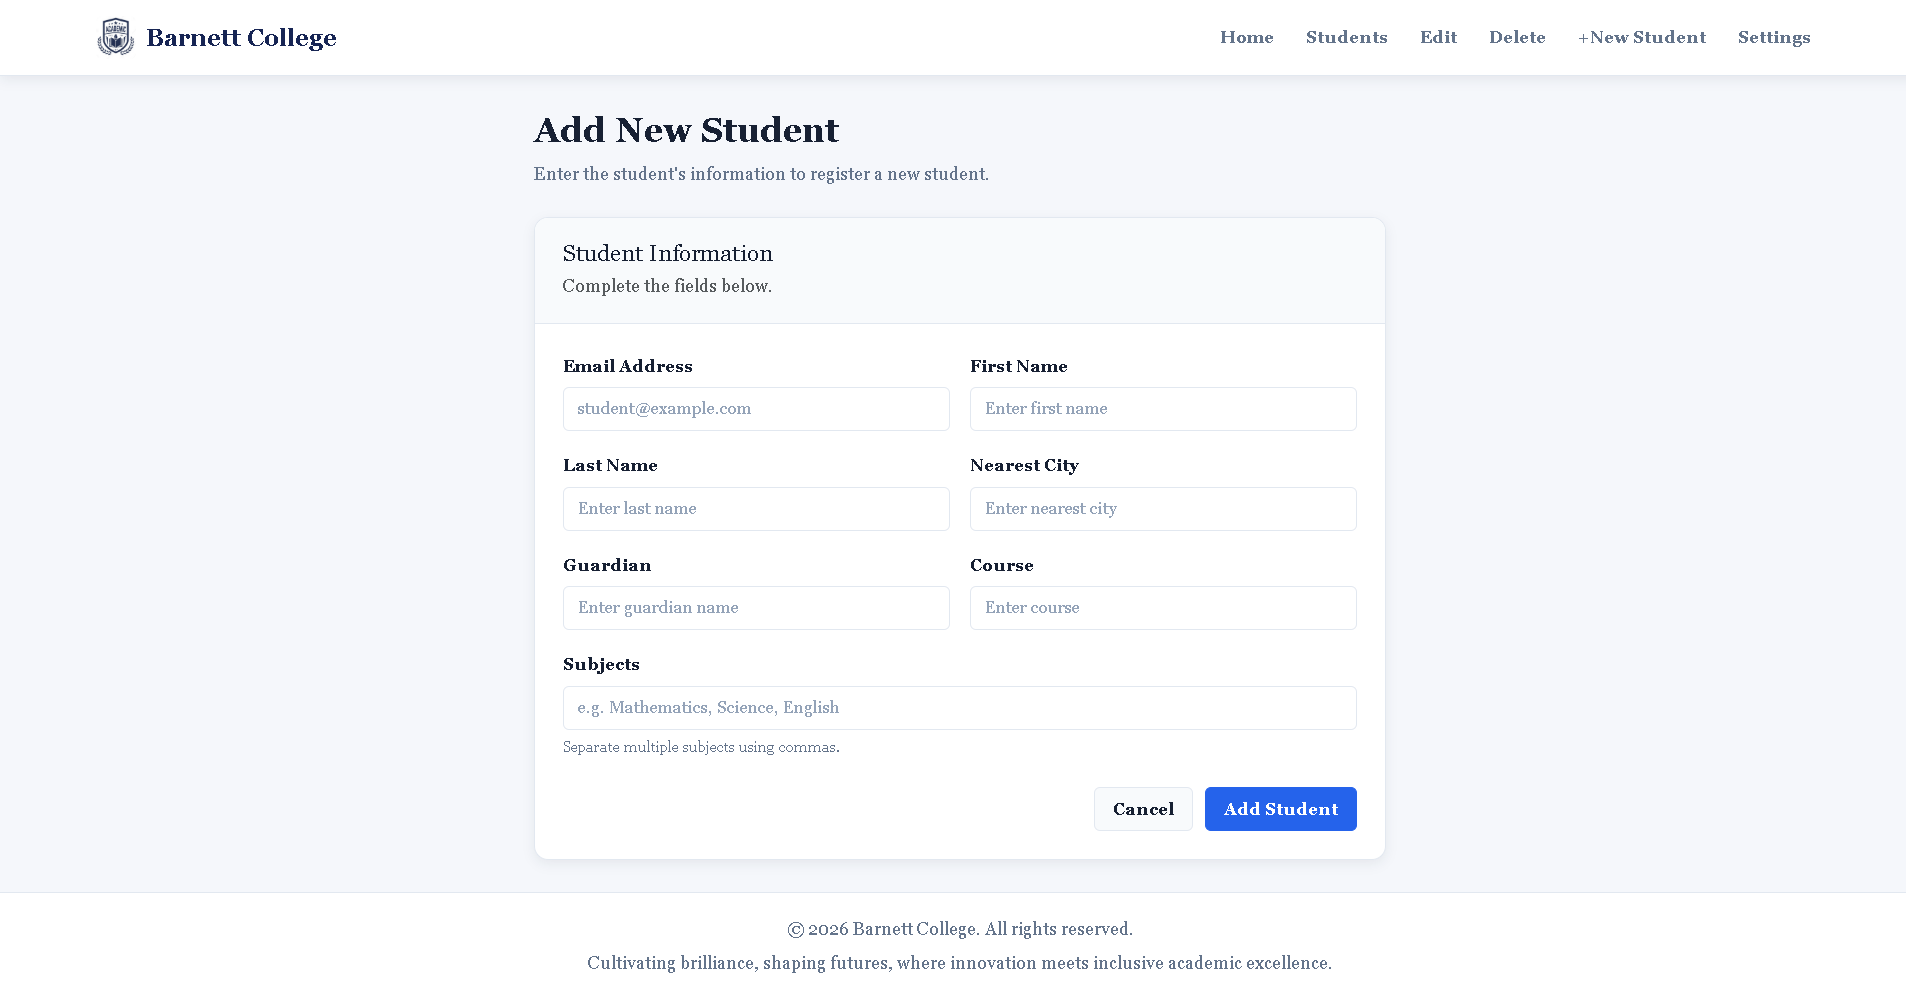 ACADEMIC
Barnett College
Home Students Edit Delete +New Student Settings
Add New Student
Enter the student's information to register a new student.
Student Information
Complete the fields below.
Email Address First Name
student@example.com Enter first name
Last Name Nearest City
Enter last name Enter nearest city
Guardian Course
Enter guardian name Enter course
Subjects
e.g. Mathematics, Science, English
Separate multiple subjects using commas.
Cancel Add Student
© 2026 Barnett College. All rights reserved.
Cultivating brilliance, shaping futures, where innovation meets inclusive academic excellence.